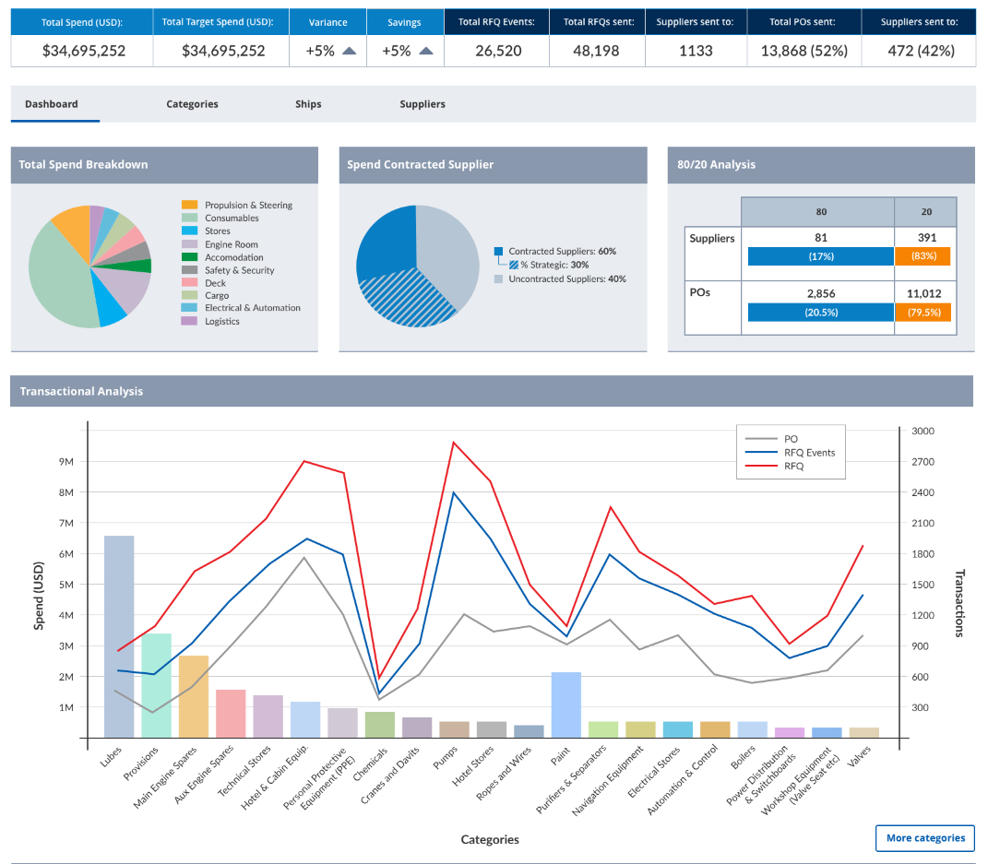 Total Spend (USD): Total Target Spend (USD): Variance Savings Total RFQ Events: Total RFQs sent: Suppliers sent to: Total POs sent: Suppliers sent to:
$34,695,252 $34,695,252 +5% +5% 26,520 48,198 1133 13,868 (52%) 472 (42%)
Dashboard Categories Ships Suppliers
Total Spend Breakdown
Propulsion & Steering
Consumables
Stores
Engine Room
Accomodation
Safety & Security
Deck
Cargo
Electrical & Automation
Logistics
Spend Contracted Supplier
Contracted Suppliers: 60%
% Strategic: 30%
Uncontracted Suppliers: 40%
80/20 Analysis
80 20
Suppliers 81 391
(17%) (83%)
POs 2,856 11,012
(20.5%) (79.5%)
Transactional Analysis
PO
RFQ Events
RFQ
Spend (USD)
9M
8M
7M
6M
5M
4M
3M
2M
1M
3000
2700
2400
2100
1800
1500
1200
900
600
300
Transactions
Lubes
Provisions
Main Engine Spares
Aux Engine Spares
Technical Stores
Hotel & Cabin Equip.
Personal Protective
Equipment (PPE)
Chemicals
Cranes and Davits
Pumps
Hotel Stores
Ropes and Wires
Paint
Purifiers & Separators
Navigation Equipment
Electrical Stores
Automation & Control
Boilers
Power Distribution
& Switchboards
Workshop Equipment
(Valve Seat etc)
Valves
Categories
More categories